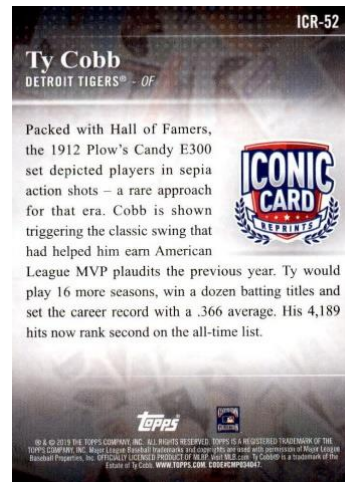 ICR-52
Ty Cobb
DETROIT TIGERS® - OF
Packed with Hall of Famers,
the 1912 Plow's Candy E300
set depicted players in sepia
action shots – a rare approach
for that era. Cobb is shown
triggering the classic swing that
had helped him earn American
League MVP plaudits the previous year. Ty would
play 16 more seasons, win a dozen batting titles and
set the career record with a .366 average. His 4,189
hits now rank second on the all-time list.
ICONIC
CARD
REPRINTS
Topps
® & © 2019 THE TOPPS COMPANY, INC. ALL RIGHTS RESERVED. TOPPS IS A REGISTERED TRADEMARK OF THE
TOPPS COMPANY, INC. Major League Baseball trademarks and copyrights are used with permission of Major League
Baseball Properties, Inc. OFFICIALLY LICENSED PRODUCT OF MLBP. Visit MLB.com Ty Cobb® is a trademark of the
Estate of Ty Cobb. WWW.TOPPS.COM. CODE#CMP034047.